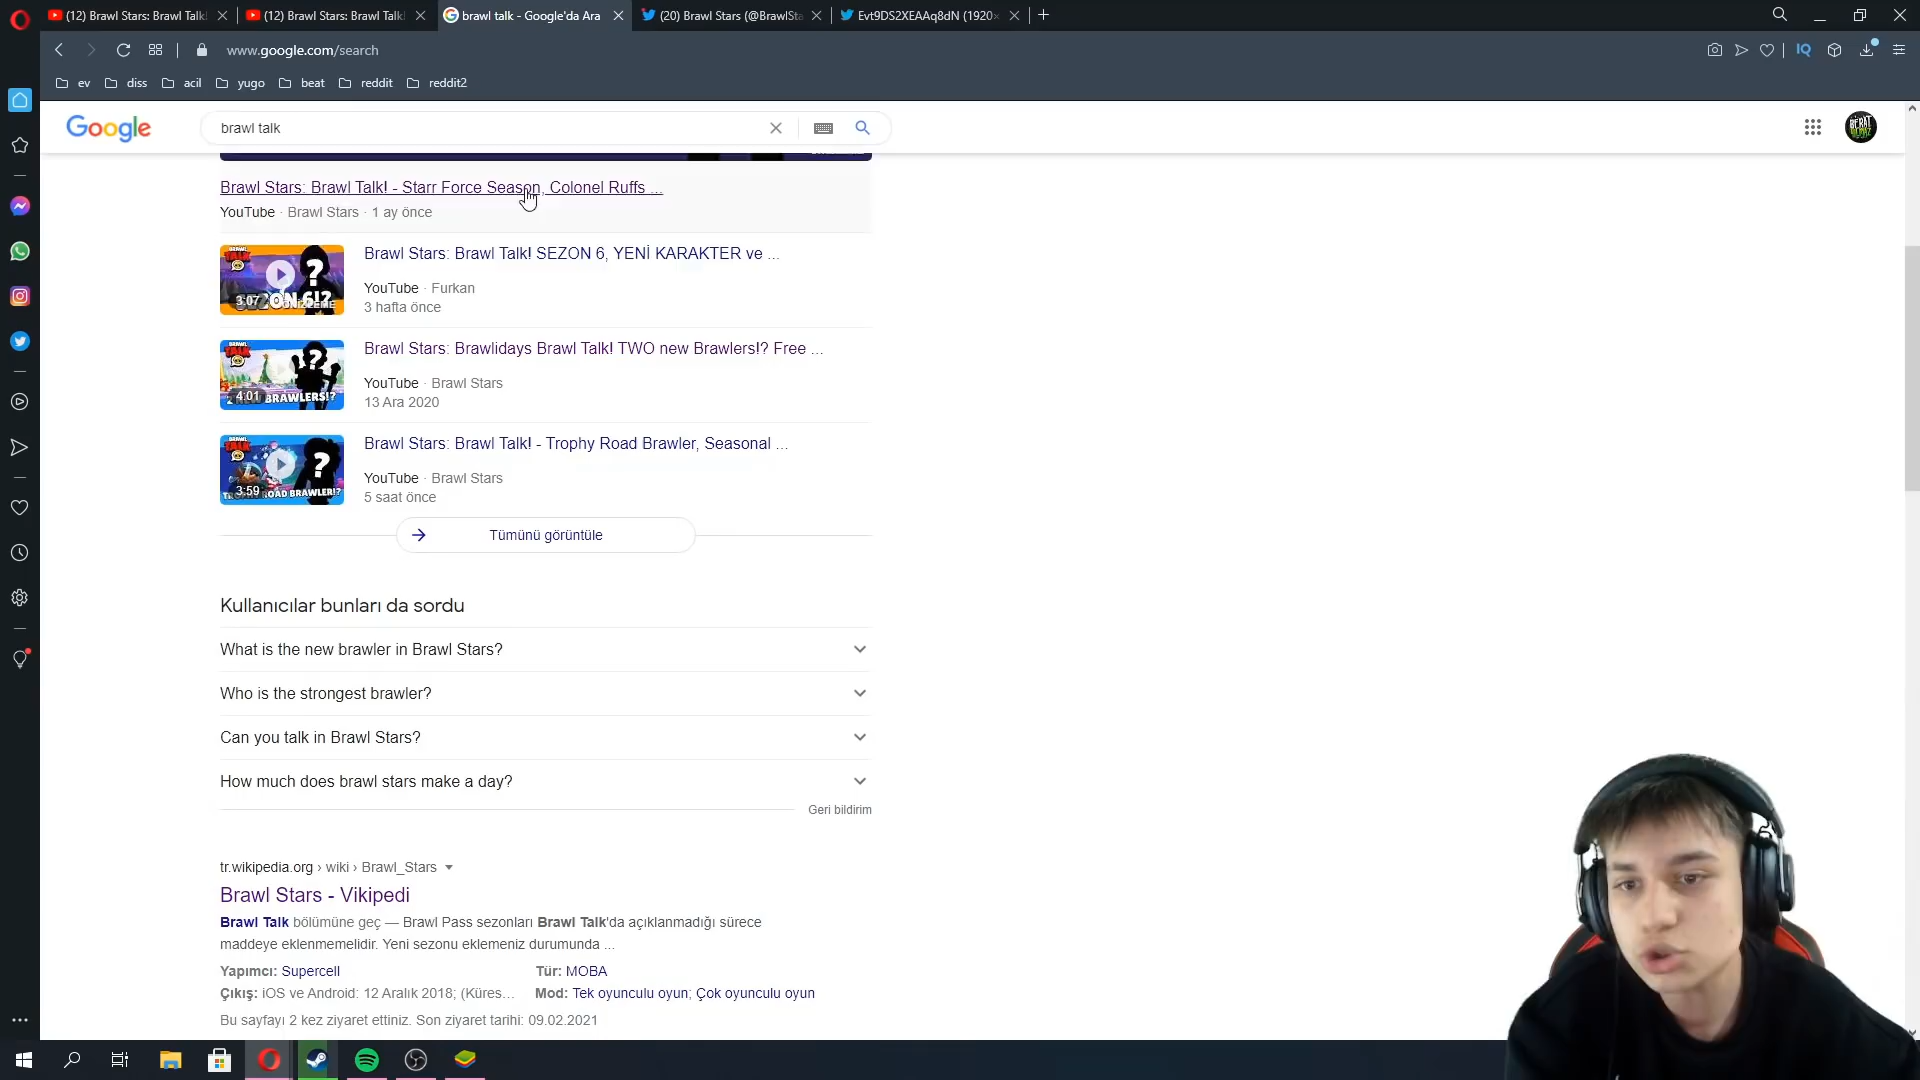 (12) Brawl Stars: Brawl Talk!
(12) Brawl Stars: Brawl Talk!
brawl talk - Google'da Ara
(20) Brawl Stars (@BrawlSta
Evt9DS2XEAAq8dN (1920×
www.google.com/search
IQ
ev
diss
acil
yugo
beat
reddit
reddit2
Google
brawl talk
Brawl Stars: Brawl Talk! - Starr Force Season, Colonel Ruffs ...
YouTube · Brawl Stars · 1 ay önce
Brawl Stars: Brawl Talk! SEZON 6, YENİ KARAKTER ve ...
YouTube · Furkan
3 hafta önce
BRAWL TALK
?
3:07
Brawl Stars: Brawlidays Brawl Talk! TWO new Brawlers!? Free ...
YouTube · Brawl Stars
13 Ara 2020
BRAWL TALK
?
4:01
BRAWLERS!?
Brawl Stars: Brawl Talk! - Trophy Road Brawler, Seasonal ...
YouTube · Brawl Stars
5 saat önce
BRAWL TALK
?
3:59
ROAD BRAWLER!?
Tümünü görüntüle
Kullanıcılar bunları da sordu
What is the new brawler in Brawl Stars?
Who is the strongest brawler?
Can you talk in Brawl Stars?
How much does brawl stars make a day?
Geri bildirim
tr.wikipedia.org › wiki › Brawl_Stars
Brawl Stars - Vikipedi
Brawl Talk bölümüne geç — Brawl Pass sezonları Brawl Talk'da açıklanmadığı sürece
maddeye eklenmemelidir. Yeni sezonu eklemeniz durumunda ...
Yapımcı: Supercell
Tür: MOBA
Çıkış: iOS ve Android: 12 Aralık 2018; (Küres...
Mod: Tek oyunculu oyun; Çok oyunculu oyun
Bu sayfayı 2 kez ziyaret ettiniz. Son ziyaret tarihi: 09.02.2021